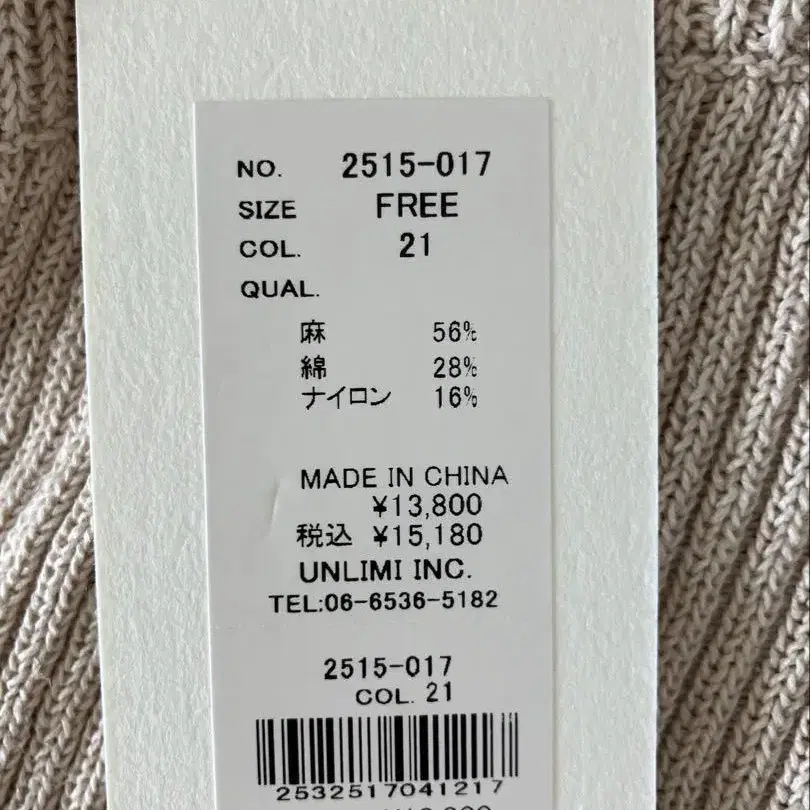 NO. 2515-017
SIZE FREE
COL. 21
QUAL.
麻 56%
綿 28%
ナイロン 16%
MADE IN CHINA
¥13,800
税込 ¥15,180
UNLIMI INC.
TEL:06-6536-5182
2515-017
COL. 21
2532517041217